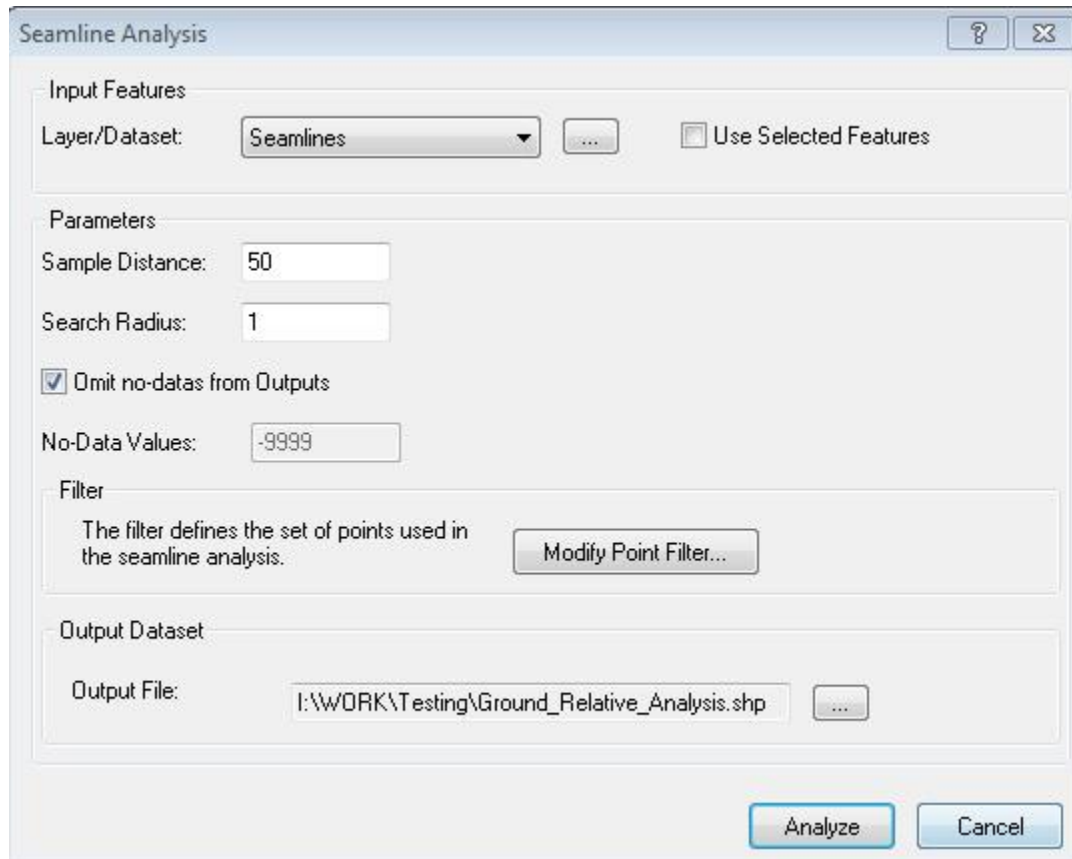 Seamline Analysis
Input Features
Layer/Dataset: Seamlines ... Use Selected Features
Parameters
Sample Distance: 50
Search Radius: 1
Omit no-datas from Outputs
No-Data Values: -9999
Filter
The filter defines the set of points used in
the seamline analysis.
Modify Point Filter...
Output Dataset
Output File: I:\WORK\Testing\Ground_Relative_Analysis.shp ...
Analyze Cancel